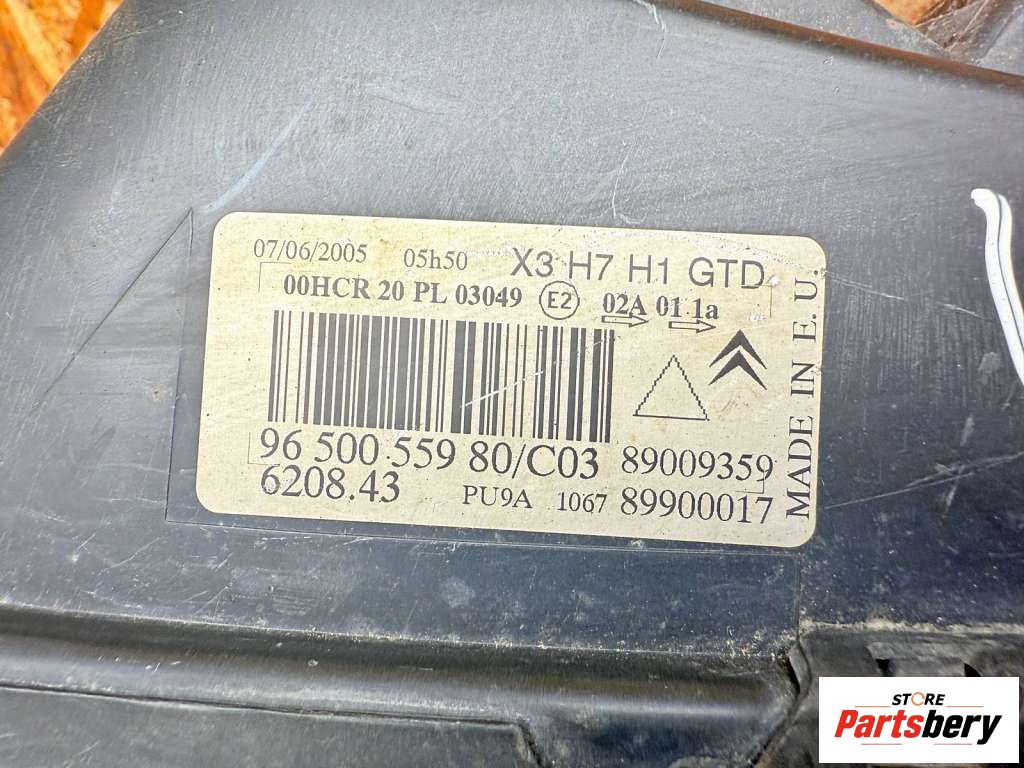 07/06/2005 05h50 X3 H7 H1 GTD
00HCR 20 PL 03049 E2 02A 01 1a
96 500 559 80/C03 89009359
6208.43 PU9A 1067 89900017
MADE IN E. U.
STORE
Partsbery